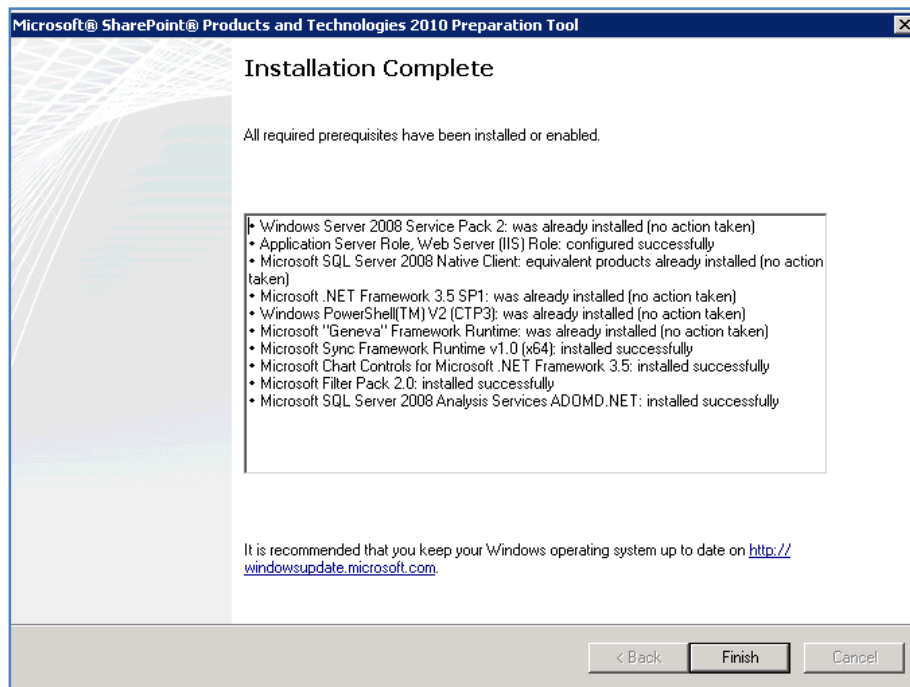 Microsoft® SharePoint® Products and Technologies 2010 Preparation Tool
Installation Complete
All required prerequisites have been installed or enabled.
• Windows Server 2008 Service Pack 2: was already installed (no action taken)
• Application Server Role, Web Server (IIS) Role: configured successfully
• Microsoft SQL Server 2008 Native Client: equivalent products already installed (no action
taken)
• Microsoft .NET Framework 3.5 SP1: was already installed (no action taken)
• Windows PowerShell(TM) V2 (CTP3): was already installed (no action taken)
• Microsoft "Geneva" Framework Runtime: was already installed (no action taken)
• Microsoft Sync Framework Runtime v1.0 (x64): installed successfully
• Microsoft Chart Controls for Microsoft .NET Framework 3.5: installed successfully
• Microsoft Filter Pack 2.0: installed successfully
• Microsoft SQL Server 2008 Analysis Services ADOMD.NET: installed successfully
It is recommended that you keep your Windows operating system up to date on http://
windowsupdate.microsoft.com.
< Back Finish Cancel